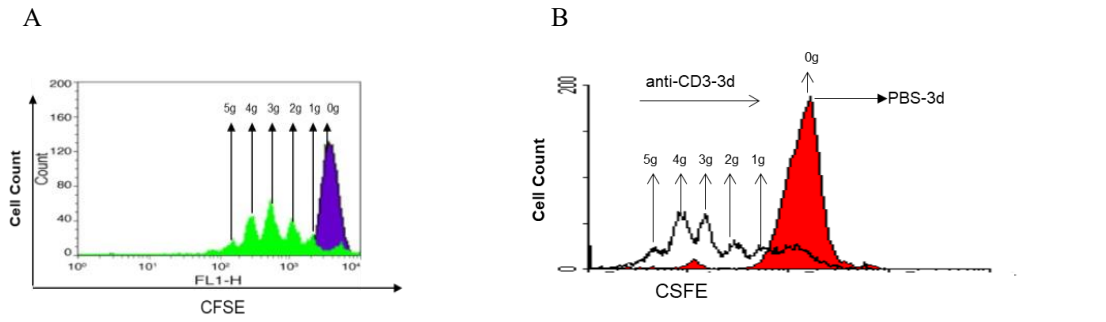 A
B
200
160
120
80
40
0
Cell Count
Count
5g 4g 3g 2g 1g 0g
10⁰ 10¹ 10² 10³ 10⁴
FL1-H
CFSE
0g
anti-CD3-3d
PBS-3d
200
5g 4g 3g 2g 1g
Cell Count
0
CSFE